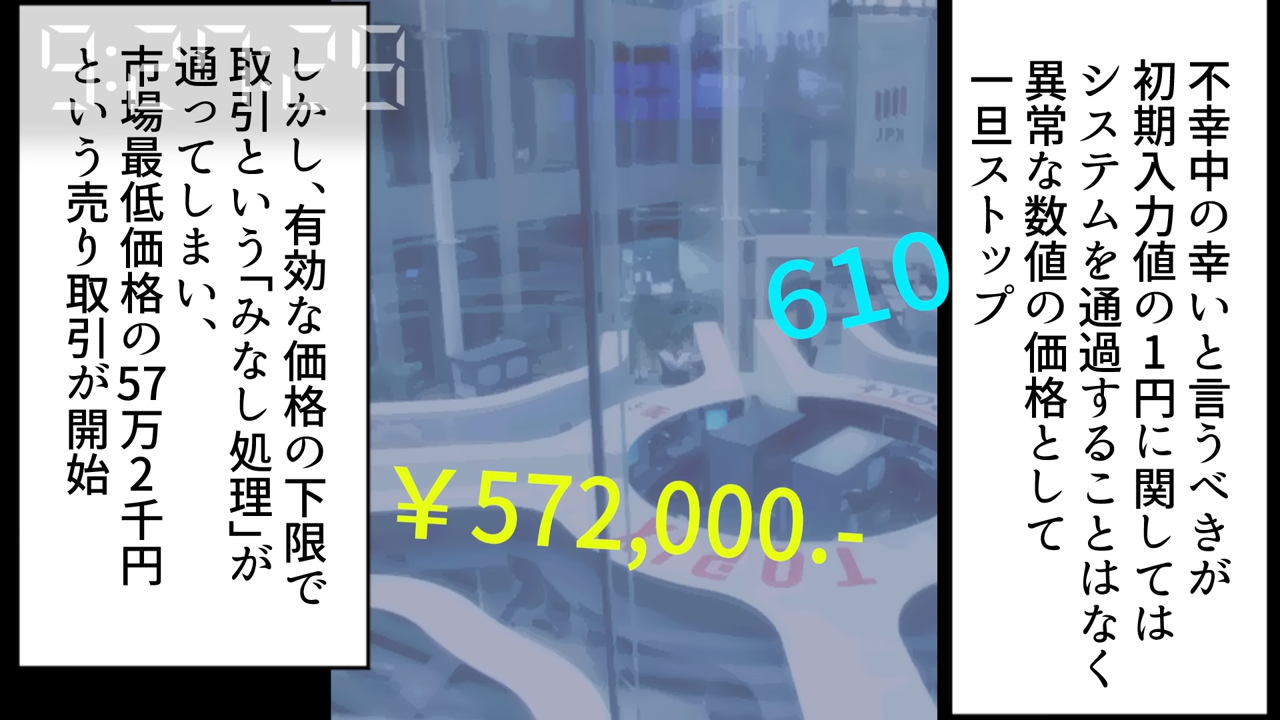 不幸中の幸いと言うべきが
初期入力値の1円に関しては
システムを通過することはなく
異常な数値の価格として
一旦ストップ
610
￥572,000.-
JPX
TOKYO
しかし、有効な価格の下限で
取引という「みなし処理」が
通ってしまい、
市場最低価格の57万2千円
という売り取引が開始